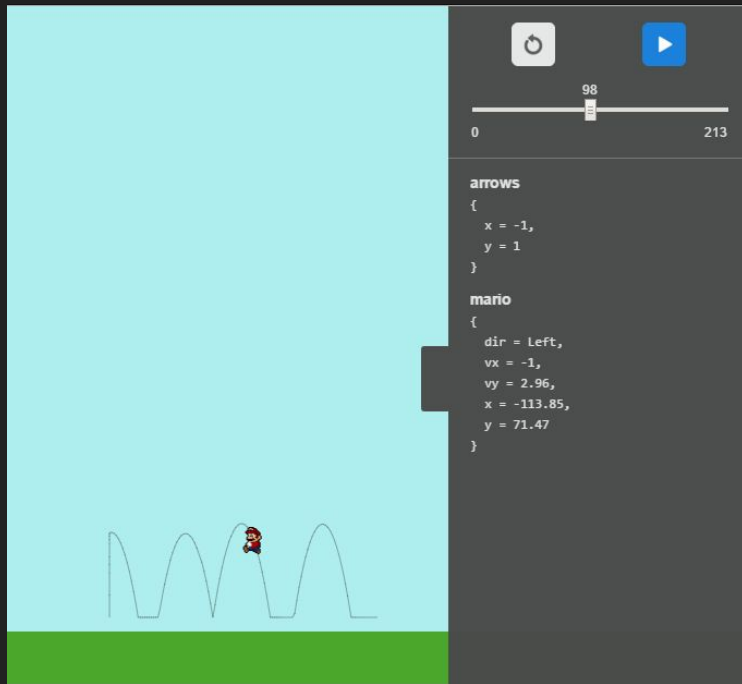 98
0 213
arrows
{
x = -1,
y = 1
}
mario
{
dir = Left,
vx = -1,
vy = 2.96,
x = -113.85,
y = 71.47
}